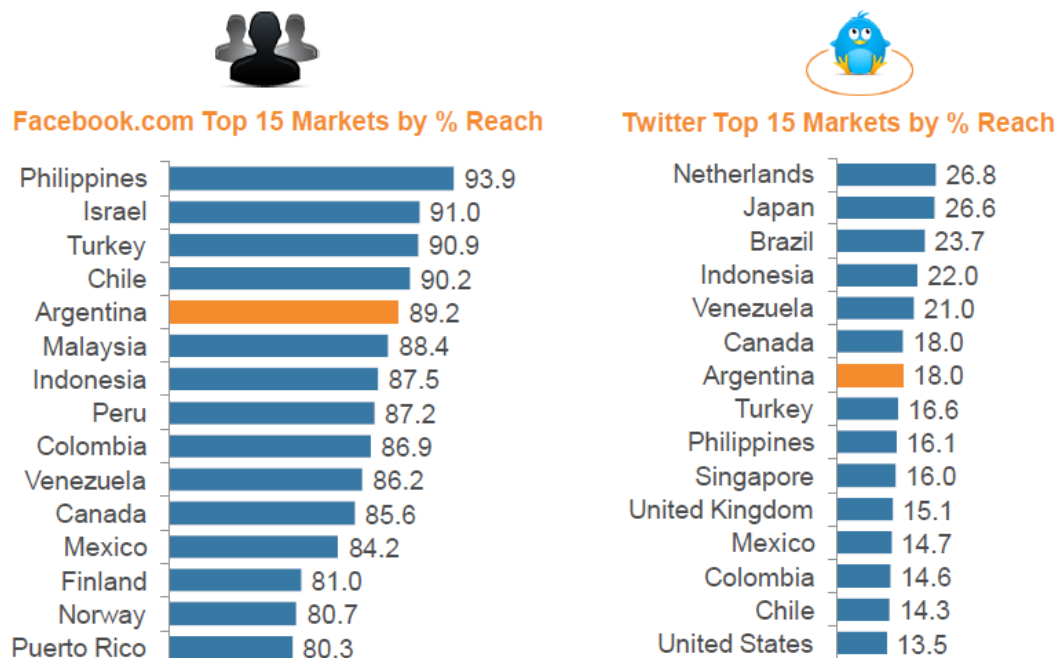 Facebook.com Top 15 Markets by % Reach
Philippines 93.9
Israel 91.0
Turkey 90.9
Chile 90.2
Argentina 89.2
Malaysia 88.4
Indonesia 87.5
Peru 87.2
Colombia 86.9
Venezuela 86.2
Canada 85.6
Mexico 84.2
Finland 81.0
Norway 80.7
Puerto Rico 80.3
Twitter Top 15 Markets by % Reach
Netherlands 26.8
Japan 26.6
Brazil 23.7
Indonesia 22.0
Venezuela 21.0
Canada 18.0
Argentina 18.0
Turkey 16.6
Philippines 16.1
Singapore 16.0
United Kingdom 15.1
Mexico 14.7
Colombia 14.6
Chile 14.3
United States 13.5